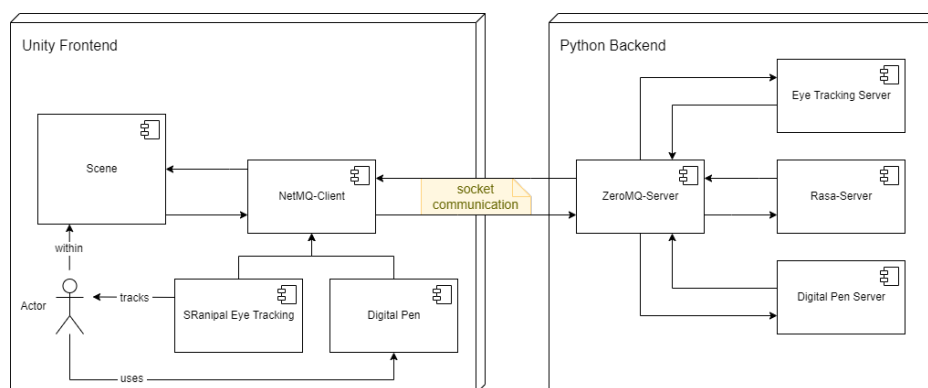 Unity Frontend
Python Backend
Eye Tracking Server
Scene
NetMQ-Client
socket
communication
ZeroMQ-Server
Rasa-Server
within
Actor
tracks
SRanipal Eye Tracking
Digital Pen
Digital Pen Server
uses